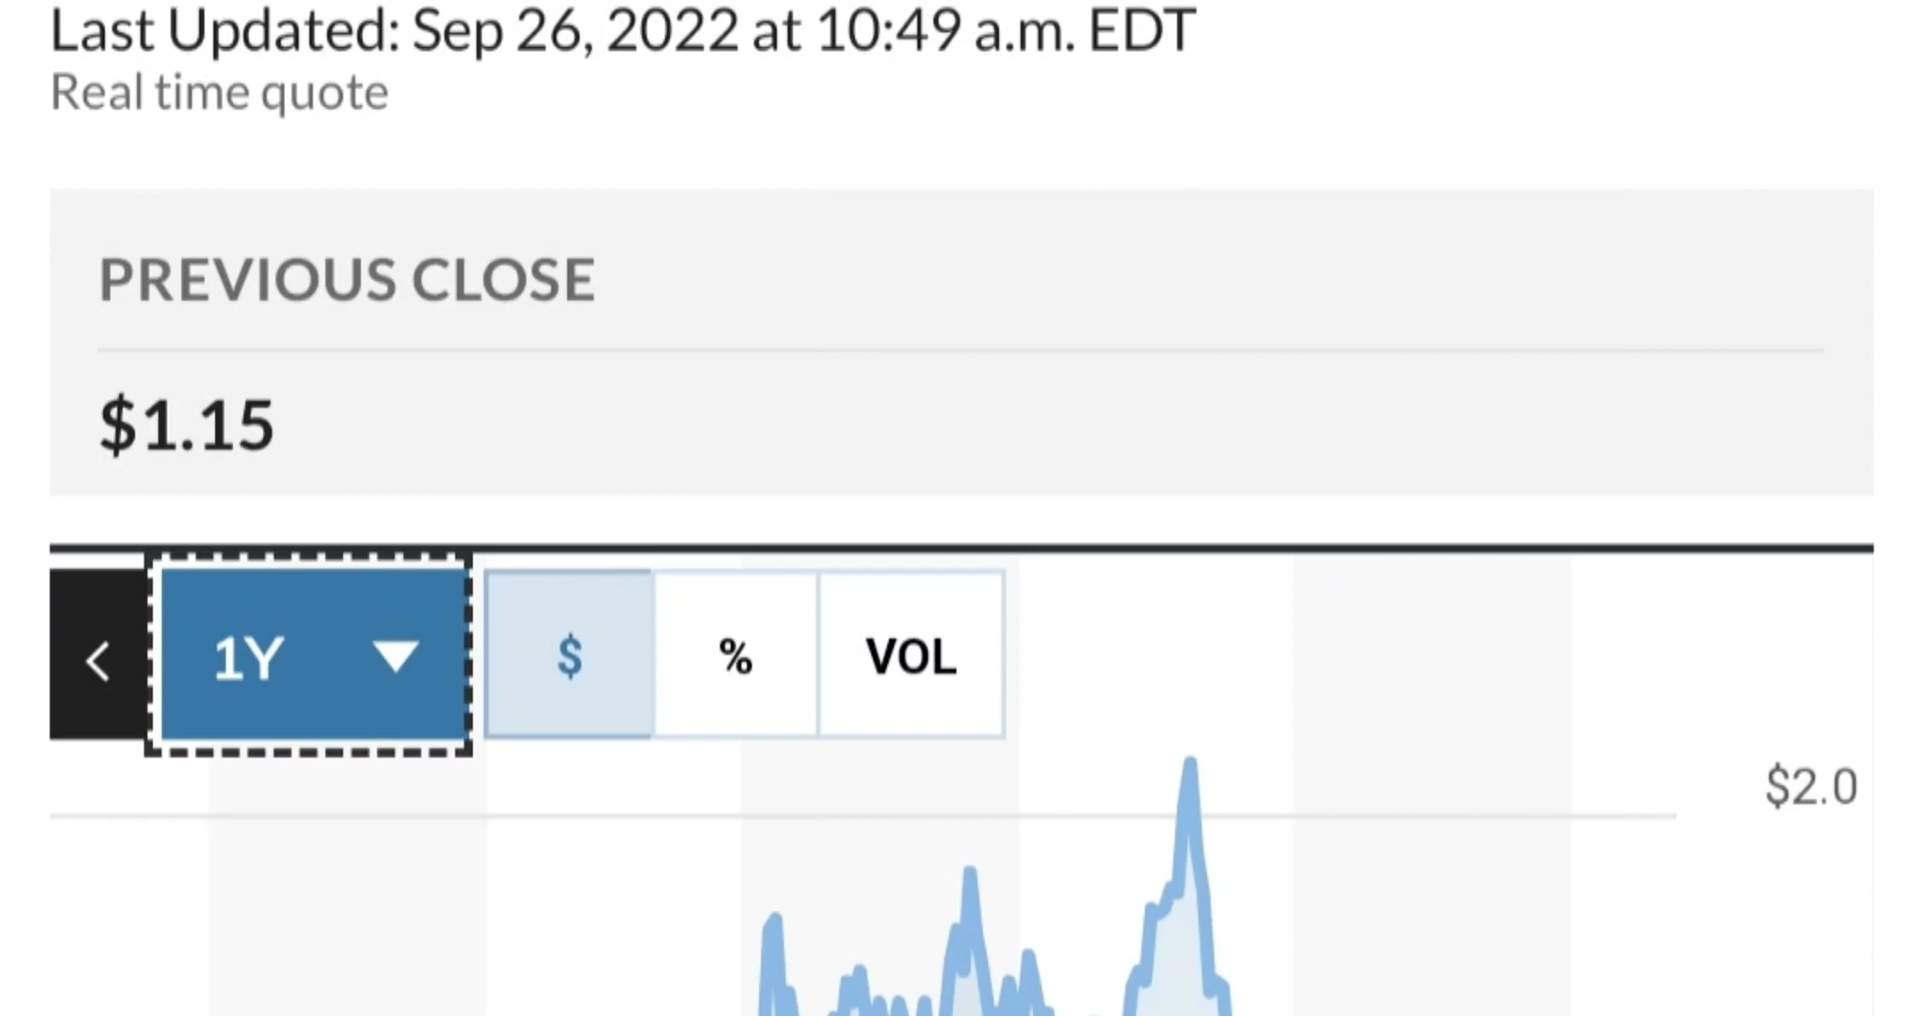 Last Updated: Sep 26, 2022 at 10:49 a.m. EDT
Real time quote
PREVIOUS CLOSE
$1.15
1Y
$
%
VOL
$2.0